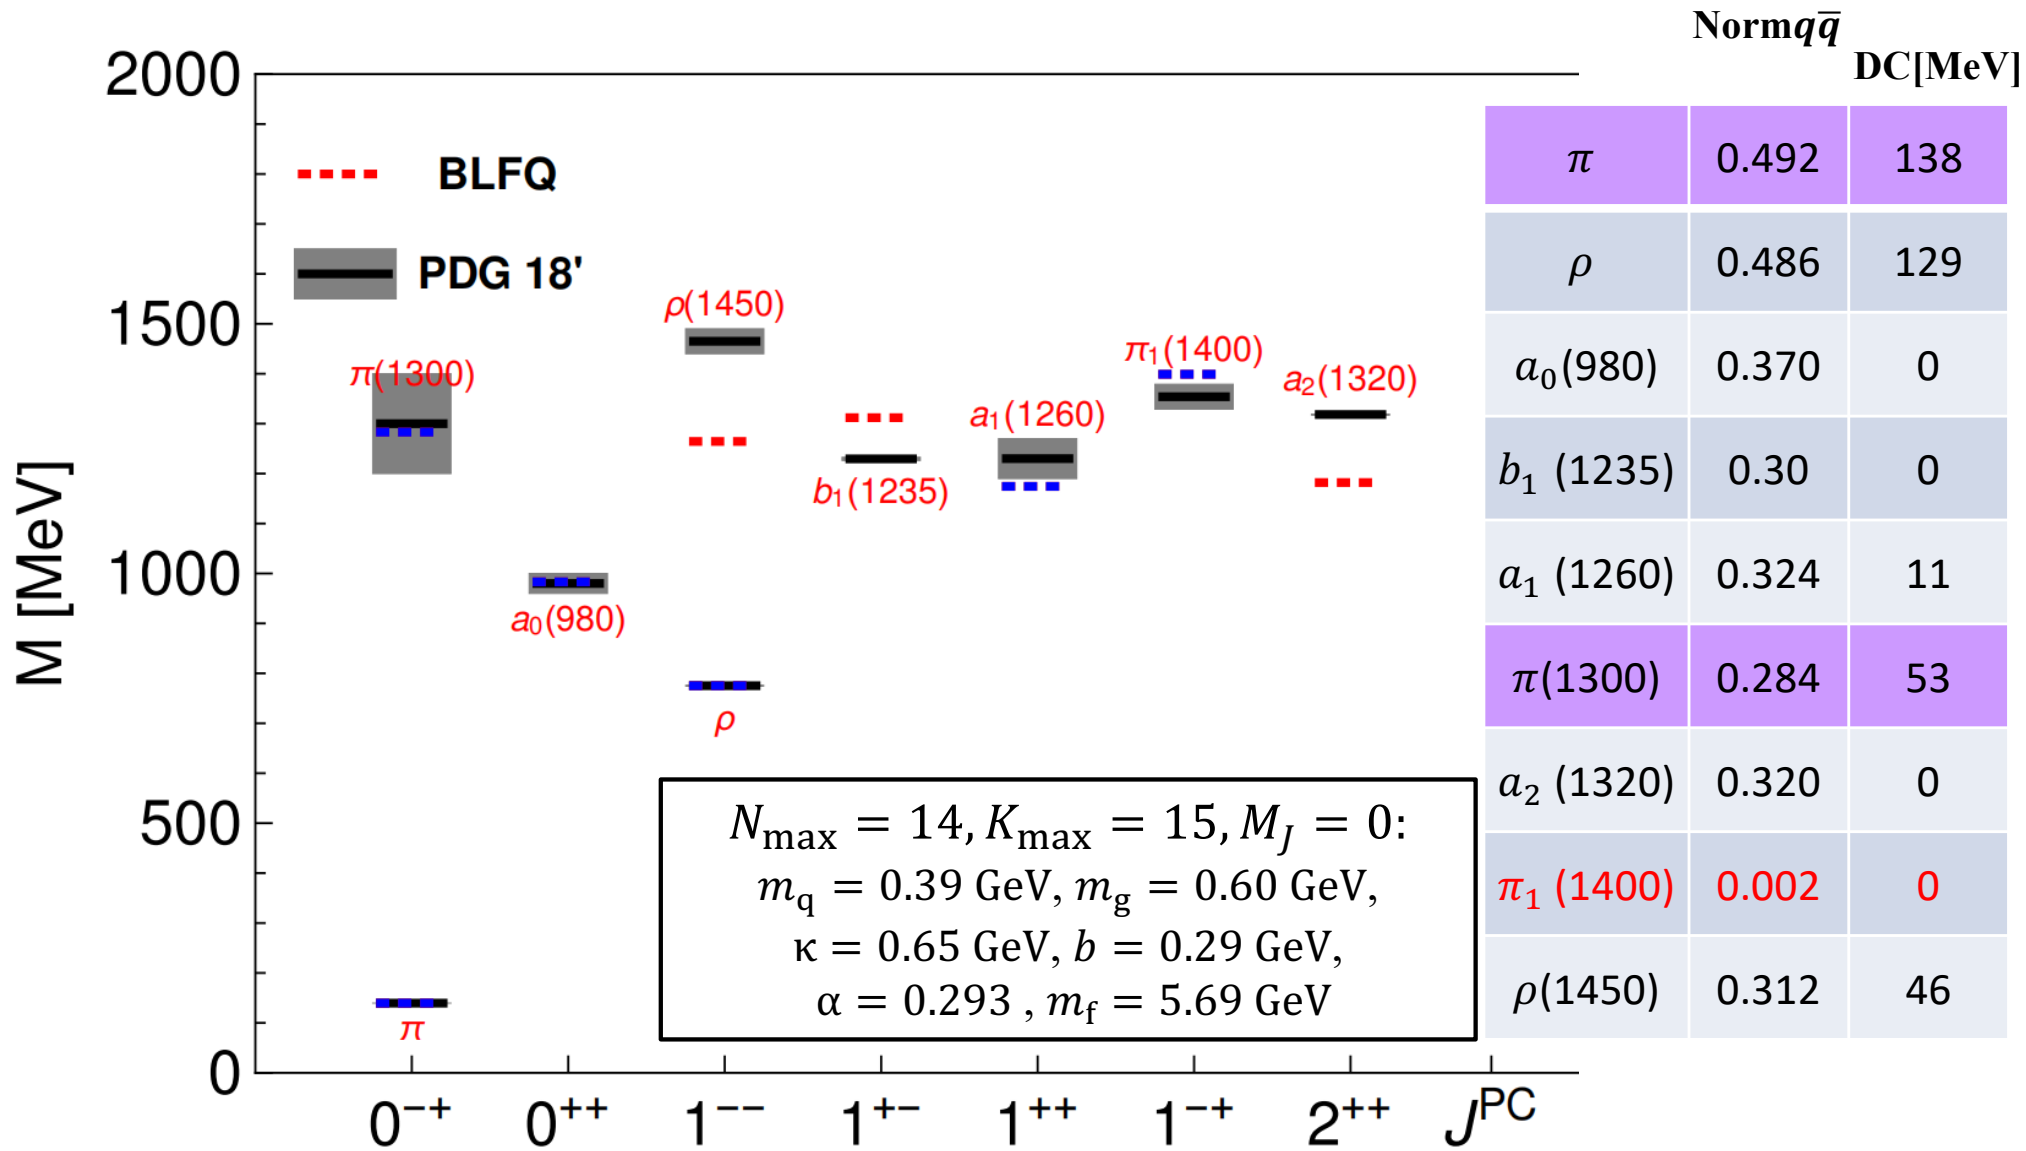 Norm𝑞q̅
DC[MeV]
2000
BLFQ
PDG 18'
1500
1000
500
0
M [MeV]
π(1300)
π
a₀(980)
ρ(1450)
ρ
b₁(1235)
a₁(1260)
π₁(1400)
a₂(1320)
N_max = 14, K_max = 15, M_J = 0:
m_q = 0.39 GeV, m_g = 0.60 GeV,
κ = 0.65 GeV, b = 0.29 GeV,
α = 0.293 , m_f = 5.69 GeV
0⁻⁺ 0⁺⁺ 1⁻⁻ 1⁺⁻ 1⁺⁺ 1⁻⁺ 2⁺⁺ J^PC
π 0.492 138
ρ 0.486 129
a₀(980) 0.370 0
b₁ (1235) 0.30 0
a₁ (1260) 0.324 11
π(1300) 0.284 53
a₂ (1320) 0.320 0
π₁ (1400) 0.002 0
ρ(1450) 0.312 46